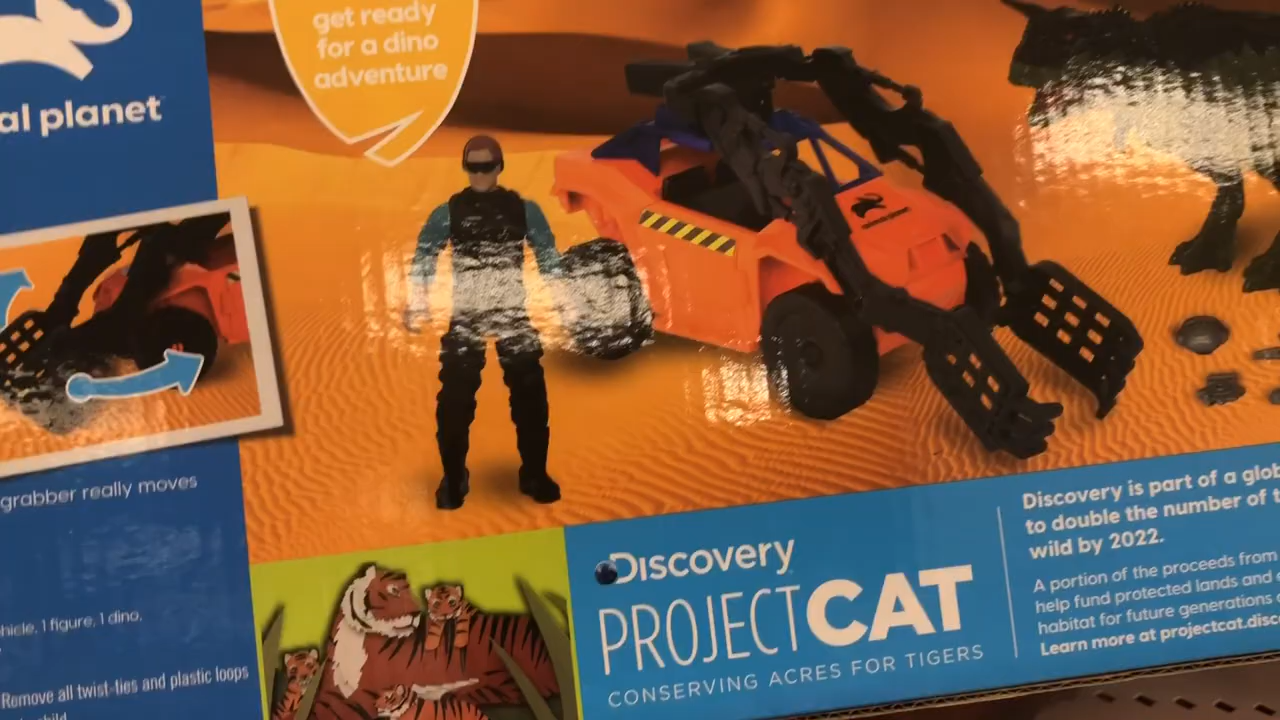 al planet
get ready
for a dino
adventure
grabber really moves
hicle, 1 figure, 1 dino,
Remove all twist-ties and plastic loops
child
Discovery
PROJECT CAT
CONSERVING ACRES FOR TIGERS
Discovery is part of a glob
to double the number of t
wild by 2022.
A portion of the proceeds from
help fund protected lands and
habitat for future generations
Learn more at projectcat.disc